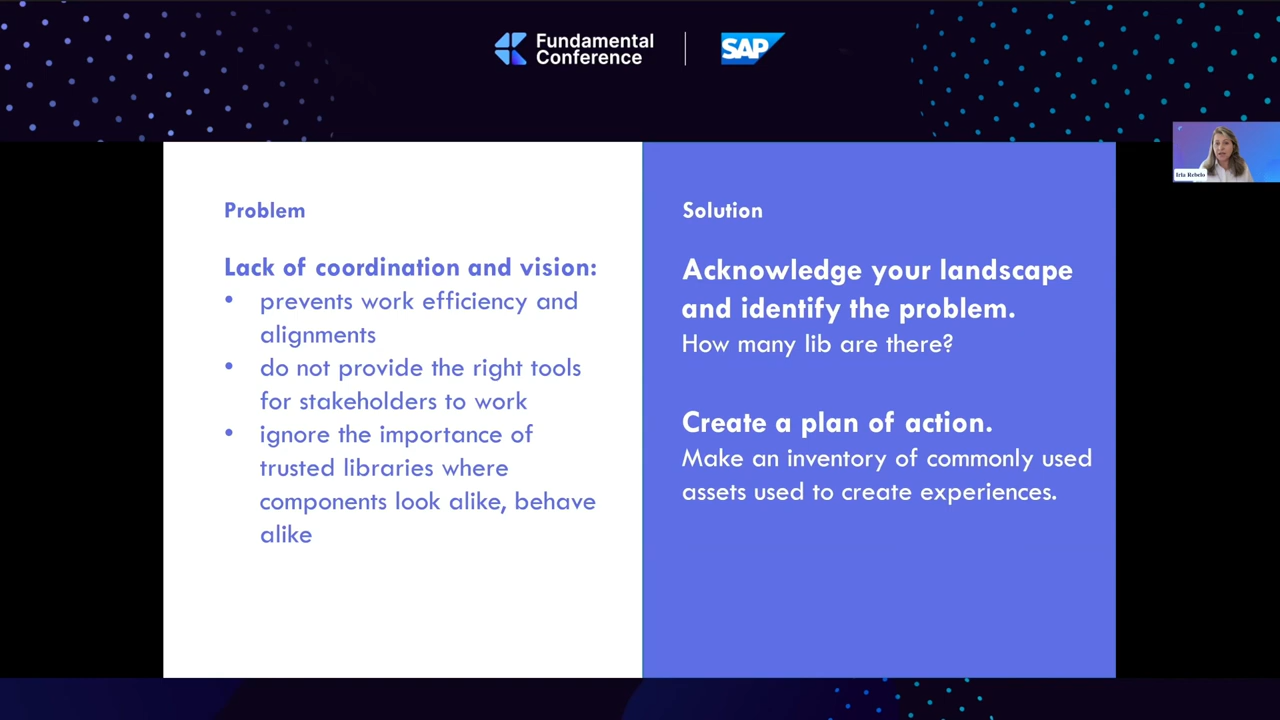 Fundamental
Conference
SAP
Irla Rebelo
Problem
Lack of coordination and vision:
• prevents work efficiency and
alignments
• do not provide the right tools
for stakeholders to work
• ignore the importance of
trusted libraries where
components look alike, behave
alike
Solution
Acknowledge your landscape
and identify the problem.
How many lib are there?
Create a plan of action.
Make an inventory of commonly used
assets used to create experiences.